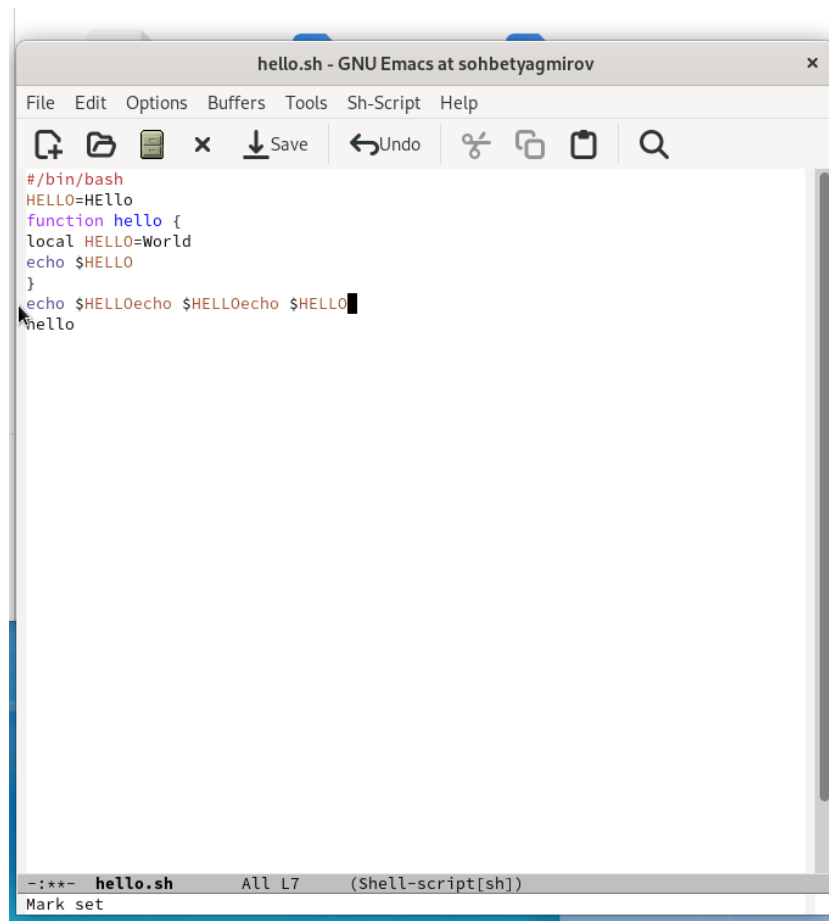 hello.sh - GNU Emacs at sohbetyagmirov
File Edit Options Buffers Tools Sh-Script Help
Save Undo
#/bin/bash
HELLO=HEllo
function hello {
local HELLO=World
echo $HELLO
}
echo $HELLOecho $HELLOecho $HELLO
hello
-:**- hello.sh All L7 (Shell-script[sh])
Mark set